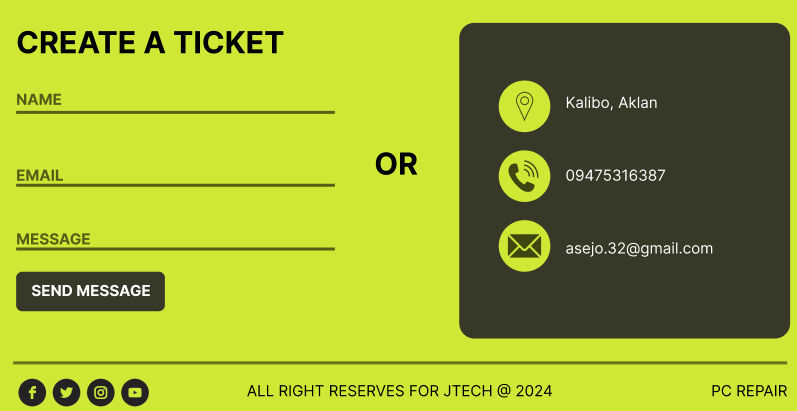 CREATE A TICKET
NAME
EMAIL
MESSAGE
SEND MESSAGE
OR
Kalibo, Aklan
09475316387
asejo.32@gmail.com
ALL RIGHT RESERVES FOR JTECH @ 2024
PC REPAIR